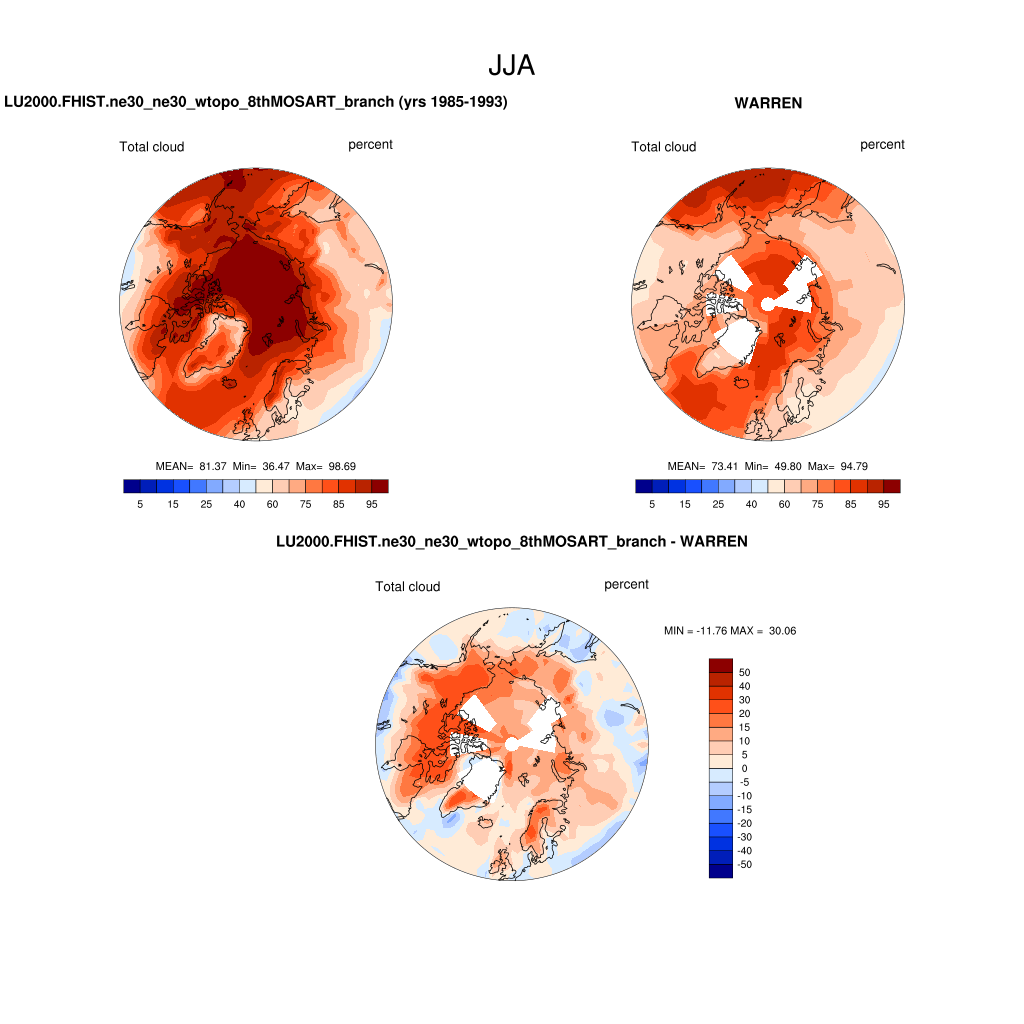 JJA
LU2000.FHIST.ne30_ne30_wtopo_8thMOSART_branch (yrs 1985-1993)
WARREN
Total cloud percent
Total cloud percent
MEAN= 81.37 Min= 36.47 Max= 98.69
MEAN= 73.41 Min= 49.80 Max= 94.79
5 15 25 40 60 75 85 95
5 15 25 40 60 75 85 95
LU2000.FHIST.ne30_ne30_wtopo_8thMOSART_branch - WARREN
Total cloud percent
MIN = -11.76 MAX = 30.06
50
40
30
20
15
10
5
0
-5
-10
-15
-20
-30
-40
-50